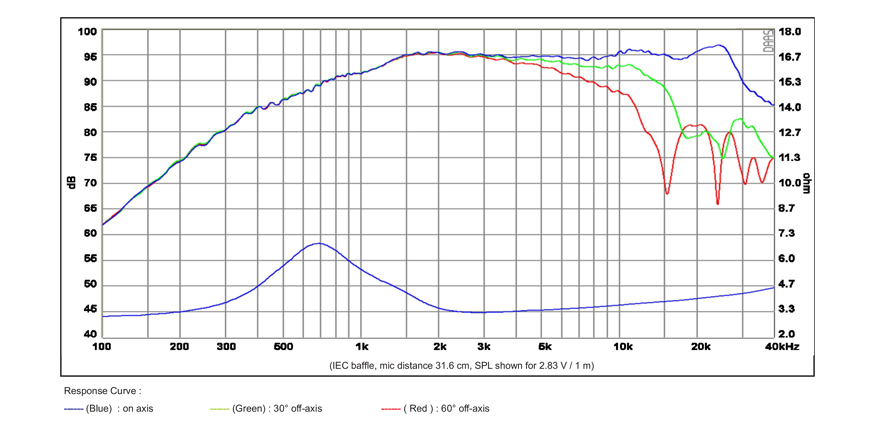 100 18.0
95 16.7
90 15.3
85 14.0
80 12.7
75 11.3
70 10.0
65 8.7
60 7.3
55 6.0
50 4.7
45 3.3
40 2.0
dB
ohm
DAAS
100 200 300 500 1k 2k 3k 5k 10k 20k 40kHz
(IEC baffle, mic distance 31.6 cm, SPL shown for 2.83 V / 1 m)
Response Curve :
(Blue) : on axis (Green) : 30° off-axis ( Red ) : 60° off-axis